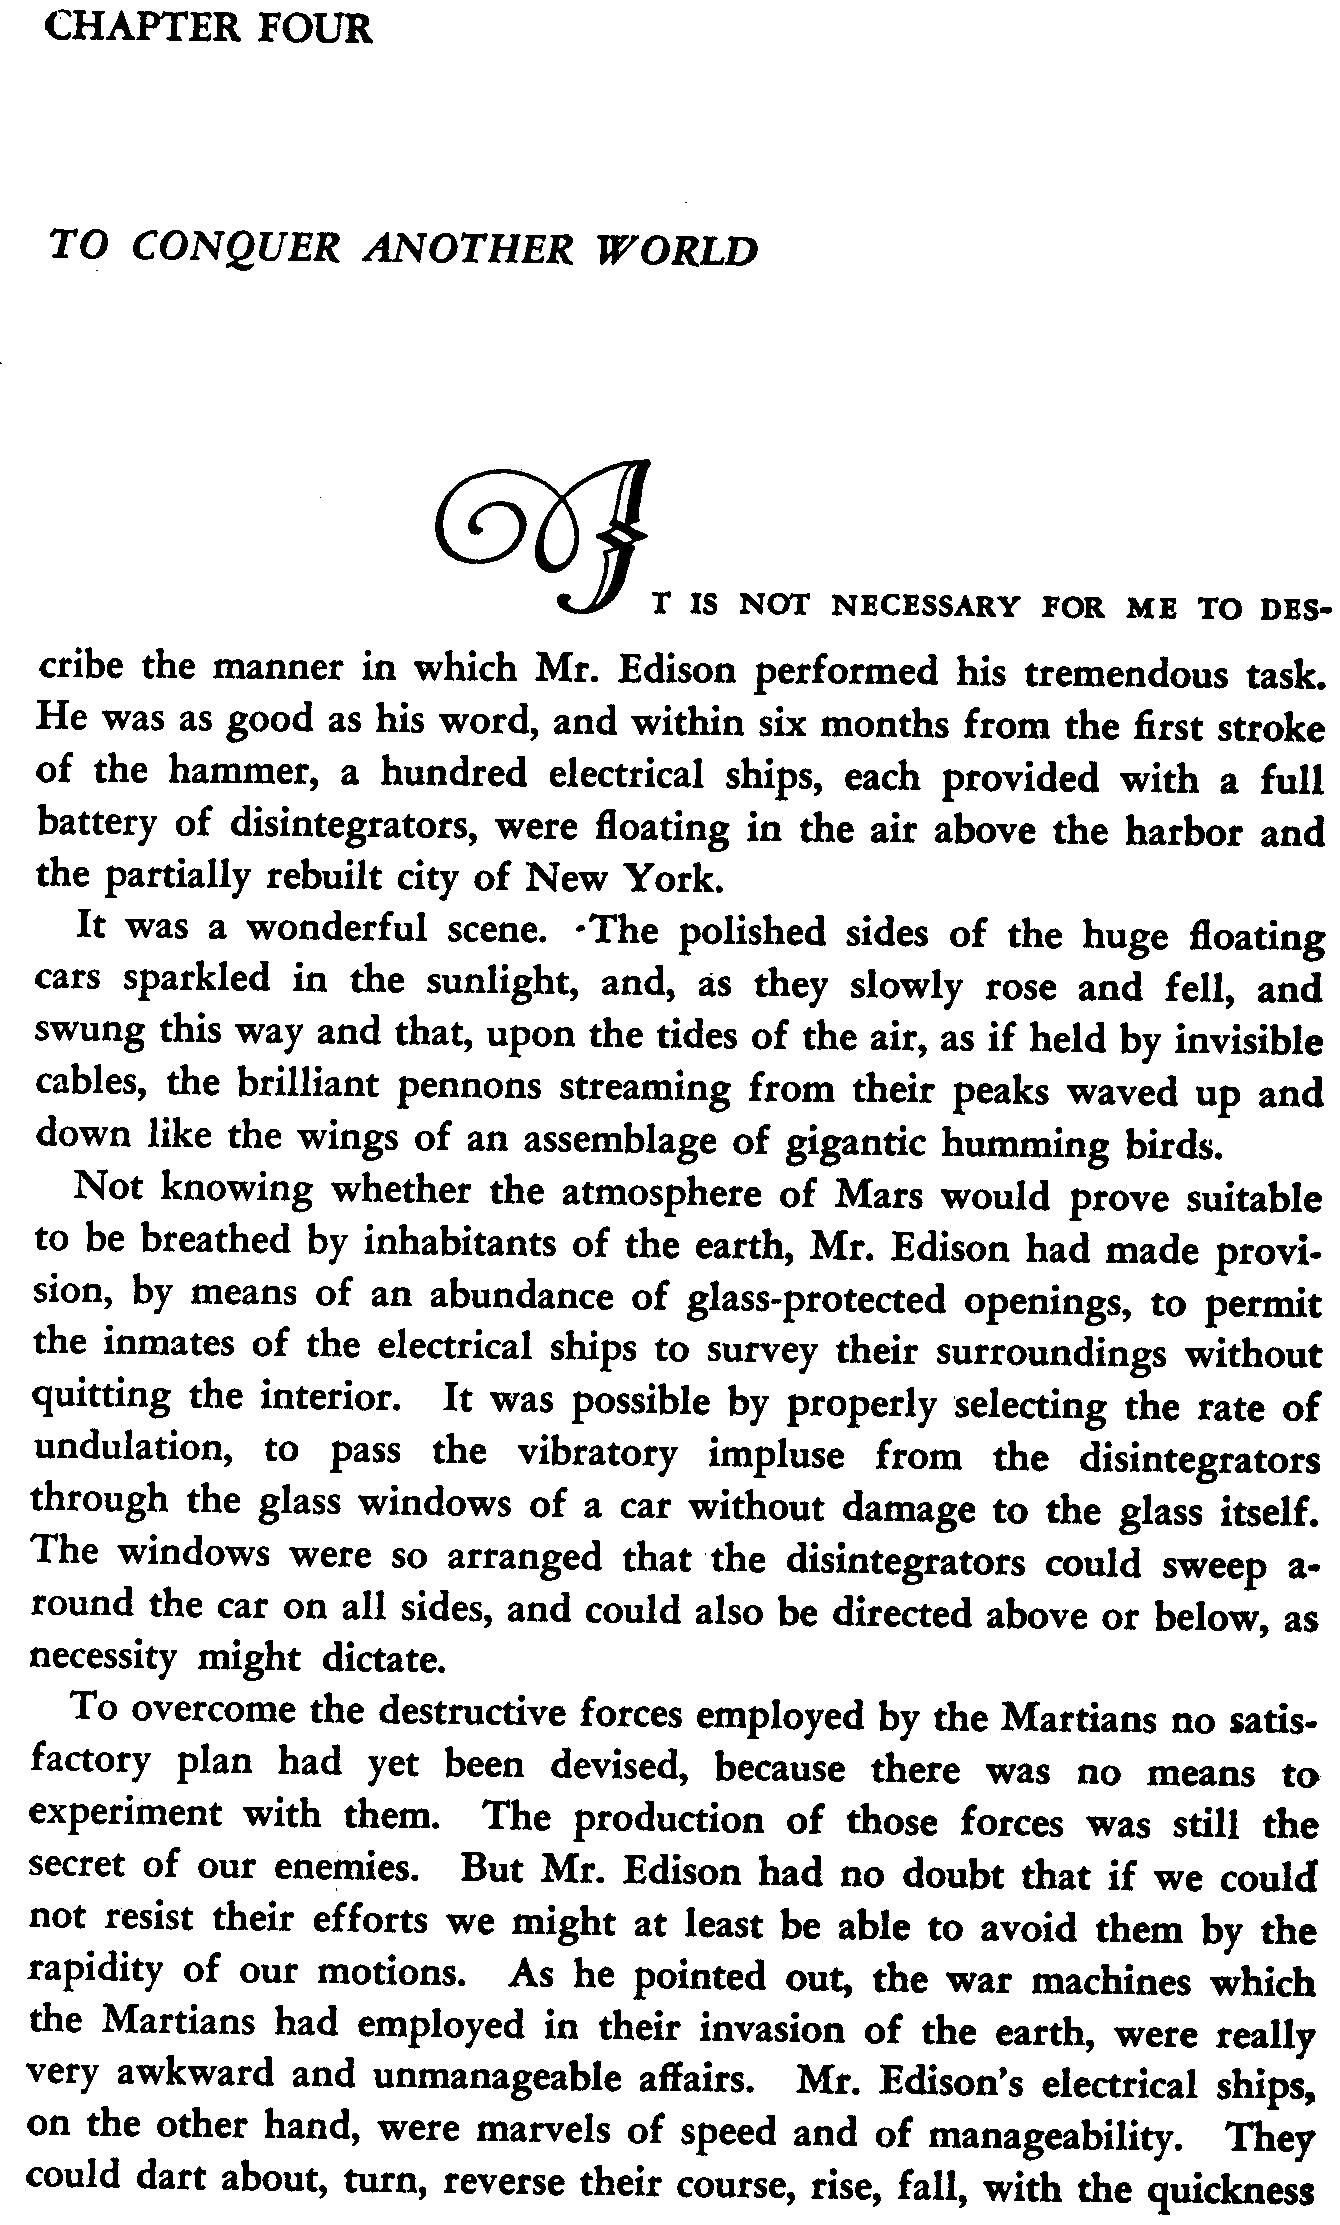 CHAPTER FOUR
TO CONQUER ANOTHER WORLD
IT IS NOT NECESSARY FOR ME TO DES-
cribe the manner in which Mr. Edison performed his tremendous task.
He was as good as his word, and within six months from the first stroke
of the hammer, a hundred electrical ships, each provided with a full
battery of disintegrators, were floating in the air above the harbor and
the partially rebuilt city of New York.
It was a wonderful scene. The polished sides of the huge floating
cars sparkled in the sunlight, and, as they slowly rose and fell, and
swung this way and that, upon the tides of the air, as if held by invisible
cables, the brilliant pennons streaming from their peaks waved up and
down like the wings of an assemblage of gigantic humming birds.
Not knowing whether the atmosphere of Mars would prove suitable
to be breathed by inhabitants of the earth, Mr. Edison had made provi-
sion, by means of an abundance of glass-protected openings, to permit
the inmates of the electrical ships to survey their surroundings without
quitting the interior. It was possible by properly selecting the rate of
undulation, to pass the vibratory impluse from the disintegrators
through the glass windows of a car without damage to the glass itself.
The windows were so arranged that the disintegrators could sweep a-
round the car on all sides, and could also be directed above or below, as
necessity might dictate.
To overcome the destructive forces employed by the Martians no satis-
factory plan had yet been devised, because there was no means to
experiment with them. The production of those forces was still the
secret of our enemies. But Mr. Edison had no doubt that if we could
not resist their efforts we might at least be able to avoid them by the
rapidity of our motions. As he pointed out, the war machines which
the Martians had employed in their invasion of the earth, were really
very awkward and unmanageable affairs. Mr. Edison's electrical ships,
on the other hand, were marvels of speed and of manageability. They
could dart about, turn, reverse their course, rise, fall, with the quickness